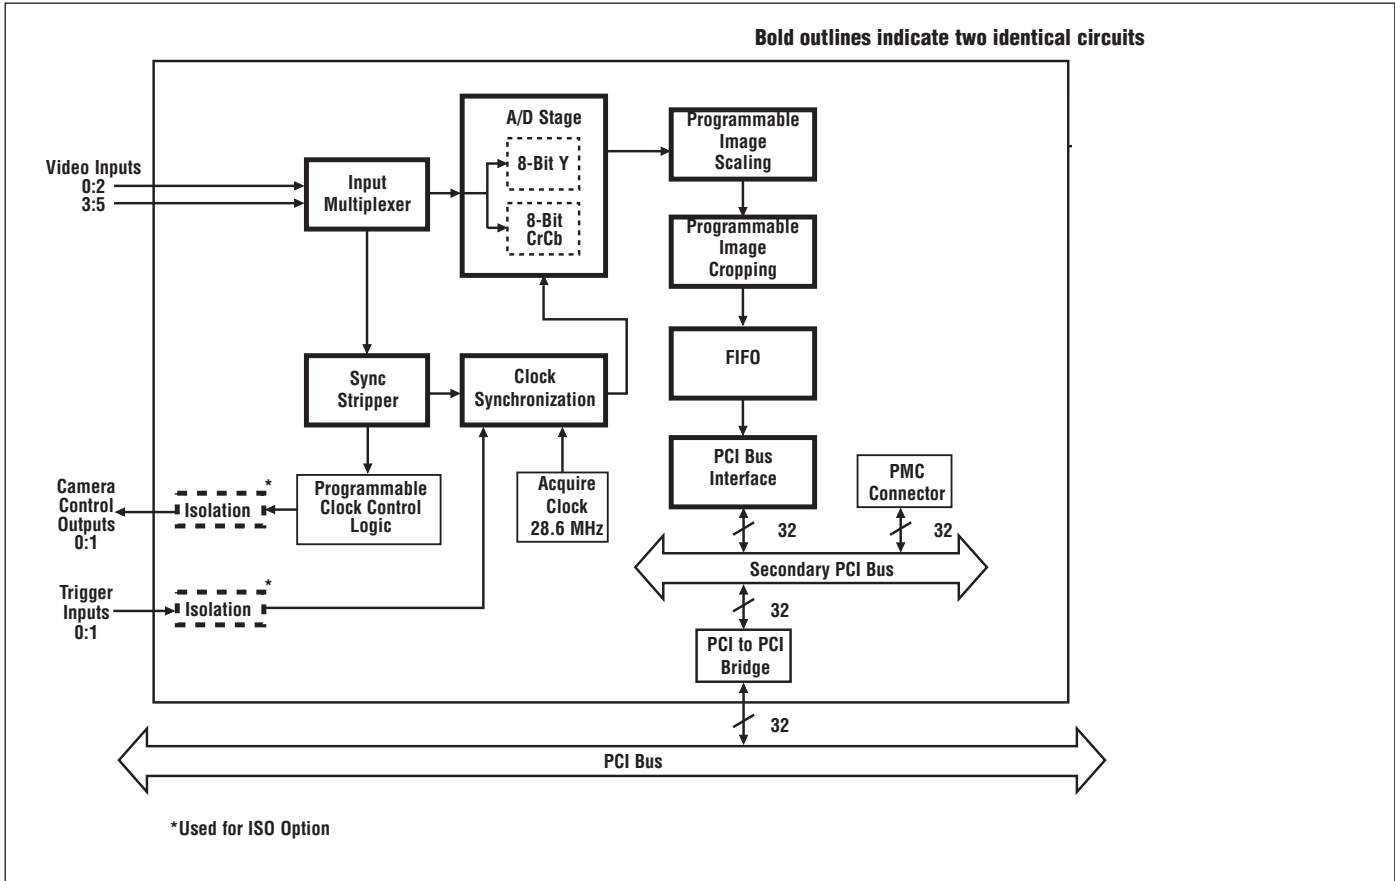 Bold outlines indicate two identical circuits
A/D Stage
8-Bit Y
8-Bit
CrCb
Programmable
Image
Scaling
Video Inputs
0:2
3:5
Input
Multiplexer
Programmable
Image
Cropping
FIFO
Sync
Stripper
Clock
Synchronization
PCI Bus
Interface
PMC
Connector
Camera
Control
Outputs
0:1
*
Isolation
Programmable
Clock Control
Logic
Acquire
Clock
28.6 MHz
32
32
Secondary PCI Bus
Trigger
Inputs
0:1
*
Isolation
32
PCI to PCI
Bridge
32
PCI Bus
*Used for ISO Option